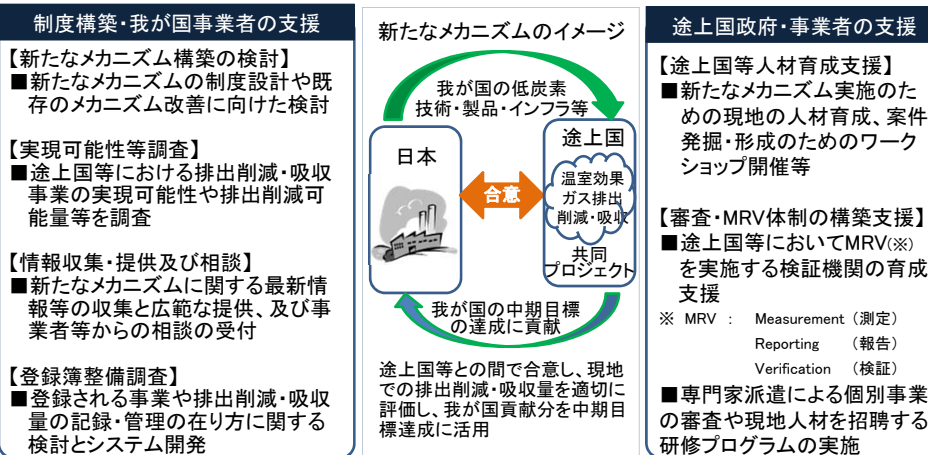 制度構築・我が国事業者の支援
【新たなメカニズム構築の検討】
■新たなメカニズムの制度設計や既
存のメカニズム改善に向けた検討
【実現可能性等調査】
■途上国等における排出削減・吸収
事業の実現可能性や排出削減可
能量等を調査
【情報収集・提供及び相談】
■新たなメカニズムに関する最新情
報等の収集と広範な提供、及び事
業者等からの相談の受付
【登録簿整備調査】
■登録される事業や排出削減・吸収
量の記録・管理の在り方に関する
検討とシステム開発
新たなメカニズムのイメージ
我が国の低炭素
技術・製品・インフラ等
日本
合意
途上国
温室効果
ガス排出
削減・吸収
共同
プロジェクト
我が国の中期目標
の達成に貢献
途上国等との間で合意し、現地
での排出削減・吸収量を適切に
評価し、我が国貢献分を中期目
標達成に活用
途上国政府・事業者の支援
【途上国等人材育成支援】
■新たなメカニズム実施のた
めの現地の人材育成、案件
発掘・形成のためのワーク
ショップ開催等
【審査・MRV体制の構築支援】
■途上国等においてMRV(※)
を実施する検証機関の育成
支援
※ MRV : Measurement (測定)
Reporting (報告)
Verification (検証)
■専門家派遣による個別事業
の審査や現地人材を招聘する
研修プログラムの実施